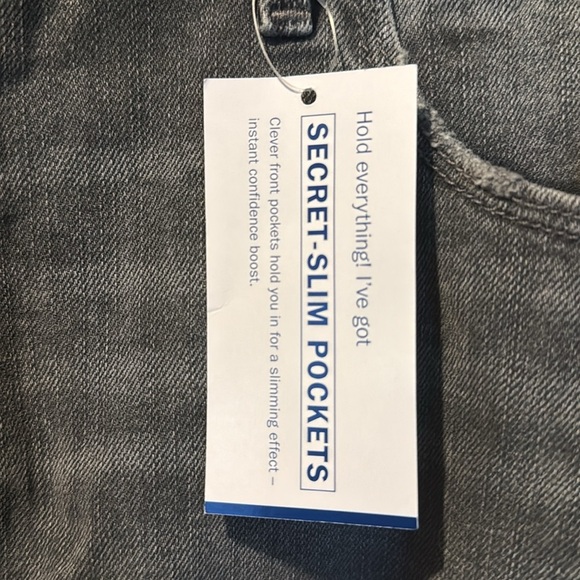 Hold everything! I've got
SECRET-SLIM POCKETS
Clever front pockets hold you in for a slimming effect –
instant confidence boost.